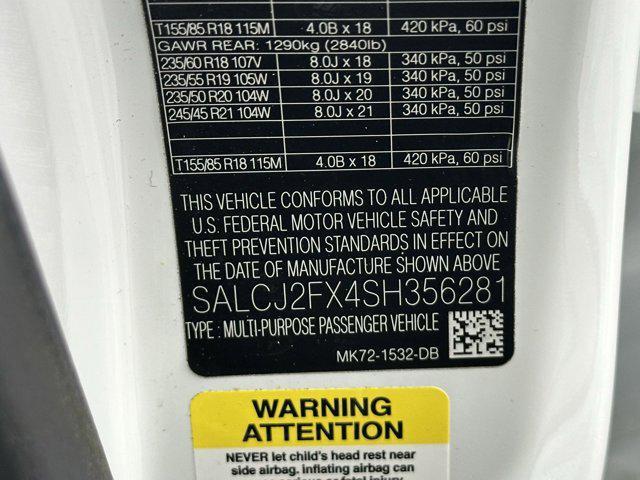 T155/85 R18 115M 4.0B x 18 420 kPa, 60 psi
GAWR REAR: 1290kg (2840lb)
235/60 R18 107V 8.0J x 18 340 kPa, 50 psi
235/55 R19 105W 8.0J x 19 340 kPa, 50 psi
235/50 R20 104W 8.0J x 20 340 kPa, 50 psi
245/45 R21 104W 8.0J x 21 340 kPa, 50 psi
T155/85 R18 115M 4.0B x 18 420 kPa, 60 psi
THIS VEHICLE CONFORMS TO ALL APPLICABLE
U.S. FEDERAL MOTOR VEHICLE SAFETY AND
THEFT PREVENTION STANDARDS IN EFFECT ON
THE DATE OF MANUFACTURE SHOWN ABOVE
SALCJ2FX4SH356281
TYPE : MULTI-PURPOSE PASSENGER VEHICLE
MK72-1532-DB
WARNING
ATTENTION
NEVER let child's head rest near
side airbag. inflating airbag can